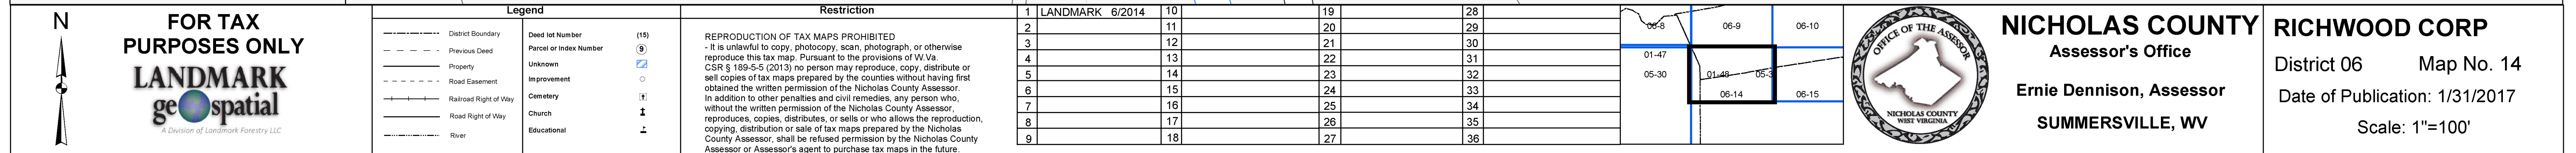 N
FOR TAX
PURPOSES ONLY
LANDMARK
geospatial
A Division of Landmark Forestry LLC
Legend
District Boundary
Previous Deed
Property
Road Easement
Railroad Right of Way
Road Right of Way
River
Deed lot Number (15)
Parcel or Index Number 9
Unknown
Improvement
Cemetery
Church
Educational
Restriction
REPRODUCTION OF TAX MAPS PROHIBITED
- It is unlawful to copy, photocopy, scan, photograph, or otherwise
reproduce this tax map. Pursuant to the provisions of W.Va.
CSR § 189-5-5 (2013) no person may reproduce, copy, distribute or
sell copies of tax maps prepared by the counties without having first
obtained the written permission of the Nicholas County Assessor.
In addition to other penalties and civil remedies, any person who,
without the written permission of the Nicholas County Assessor,
reproduces, copies, distributes, or sells or who allows the reproduction,
copying, distribution or sale of tax maps prepared by the Nicholas
County Assessor, shall be refused permission by the Nicholas County
Assessor or Assessor's agent to purchase tax maps in the future.
1 LANDMARK 6/2014 10 19 28
2 11 20 29
3 12 21 30
4 13 22 31
5 14 23 32
6 15 24 33
7 16 25 34
8 17 26 35
9 18 27 36
06-8 06-9 06-10
01-47
05-30 01-48
06-14 06-15
OFFICE OF THE ASSESSOR
NICHOLAS COUNTY
WEST VIRGINIA
NICHOLAS COUNTY
Assessor's Office
Ernie Dennison, Assessor
SUMMERSVILLE, WV
RICHWOOD CORP
District 06 Map No. 14
Date of Publication: 1/31/2017
Scale: 1"=100'